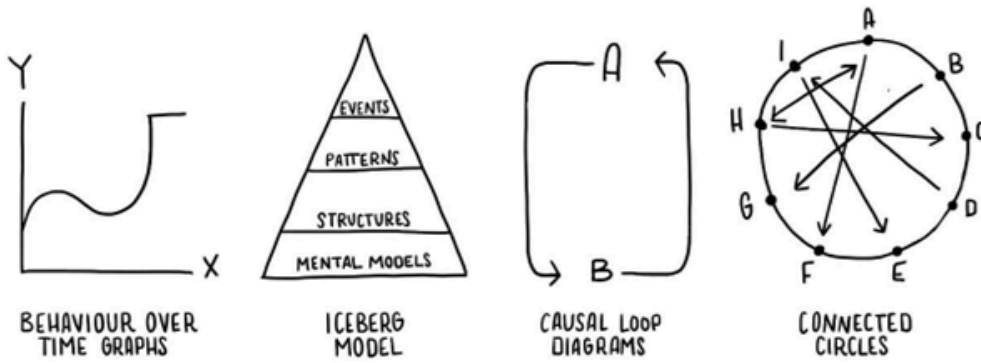 Y
X
BEHAVIOUR OVER
TIME GRAPHS
EVENTS
PATTERNS
STRUCTURES
MENTAL MODELS
ICEBERG
MODEL
A
B
CAUSAL LOOP
DIAGRAMS
A
I
B
H
C
G
D
F
E
CONNECTED
CIRCLES